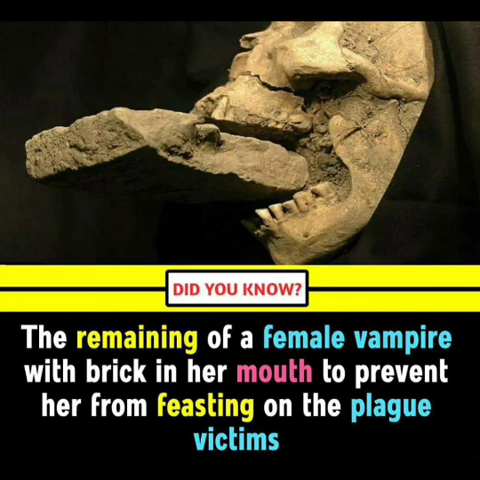 DID YOU KNOW?
The remaining of a female vampire
with brick in her mouth to prevent
her from feasting on the plague
victims